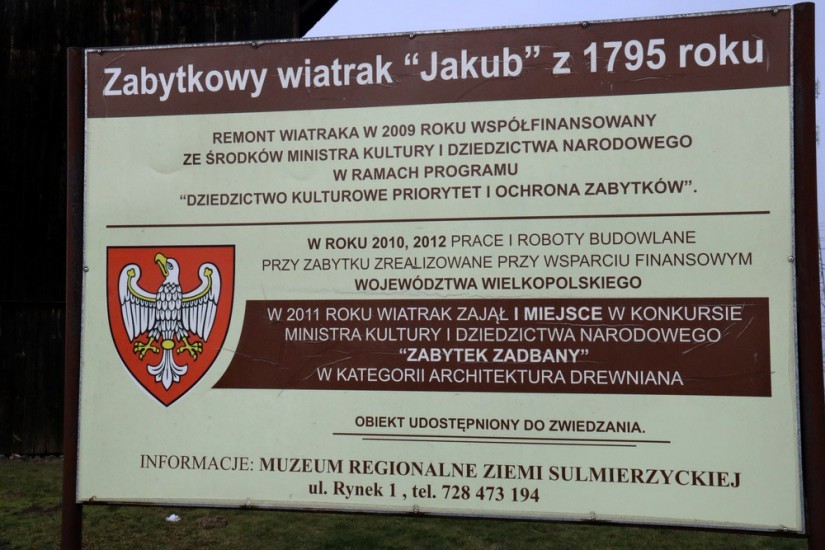 Zabytkowy wiatrak “Jakub” z 1795 roku
REMONT WIATRAKA W 2009 ROKU WSPÓŁFINANSOWANY
ZE ŚRODKÓW MINISTRA KULTURY I DZIEDZICTWA NARODOWEGO
W RAMACH PROGRAMU
“DZIEDZICTWO KULTUROWE PRIORYTET I OCHRONA ZABYTKÓW”.
W ROKU 2010, 2012 PRACE I ROBOTY BUDOWLANE
PRZY ZABYTKU ZREALIZOWANE PRZY WSPARCIU FINANSOWYM
WOJEWÓDZTWA WIELKOPOLSKIEGO
W 2011 ROKU WIATRAK ZAJĄŁ I MIEJSCE W KONKURSIE
MINISTRA KULTURY I DZIEDZICTWA NARODOWEGO
“ZABYTEK ZADBANY”
W KATEGORII ARCHITEKTURA DREWNIANA
OBIEKT UDOSTĘPNIONY DO ZWIEDZANIA.
INFORMACJE: MUZEUM REGIONALNE ZIEMI SULMIERZYCKIEJ
ul. Rynek 1 , tel. 728 473 194